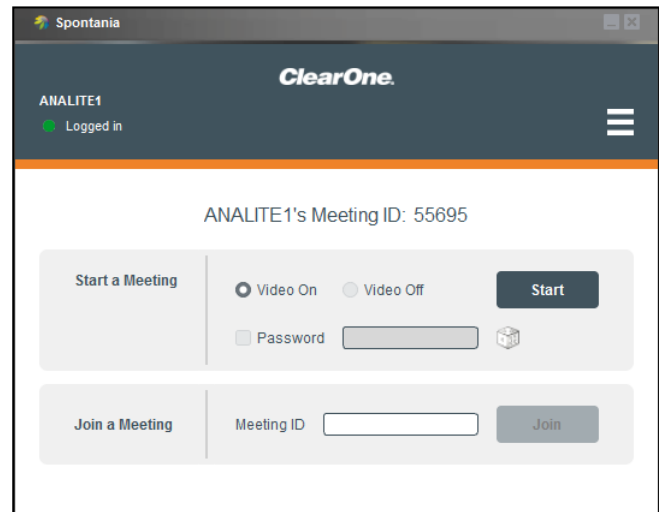 Spontania
ClearOne.
ANALITE1
Logged in
ANALITE1's Meeting ID: 55695
Start a Meeting
Video On
Video Off
Start
Password
Join a Meeting
Meeting ID
Join